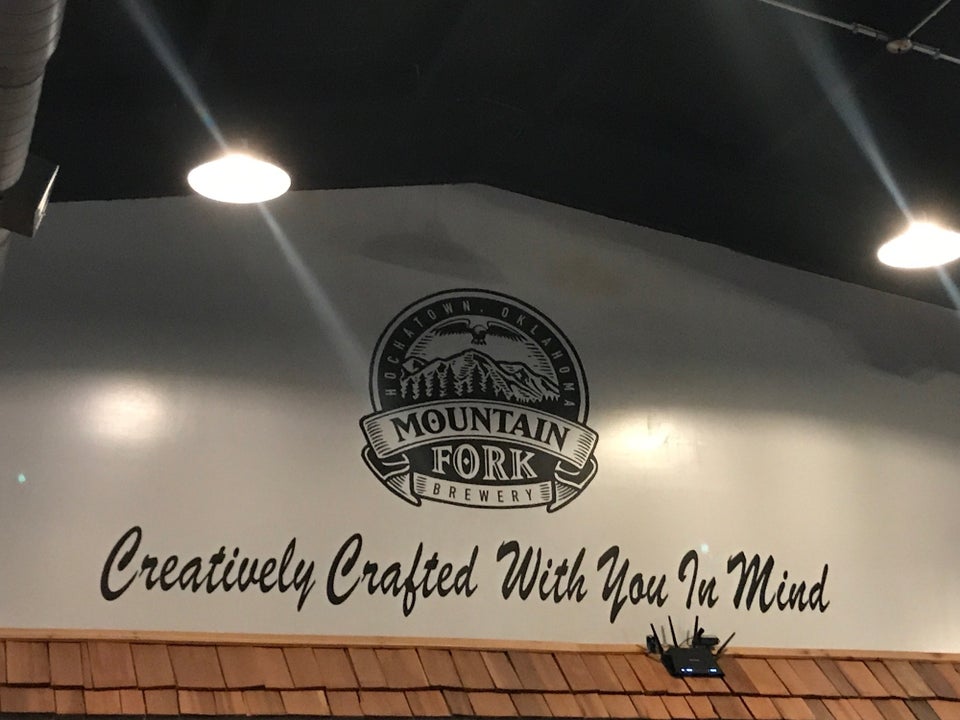 HOCHATOWN, OKLAHOMA
MOUNTAIN
FORK
BREWERY
Creatively Crafted With You In Mind